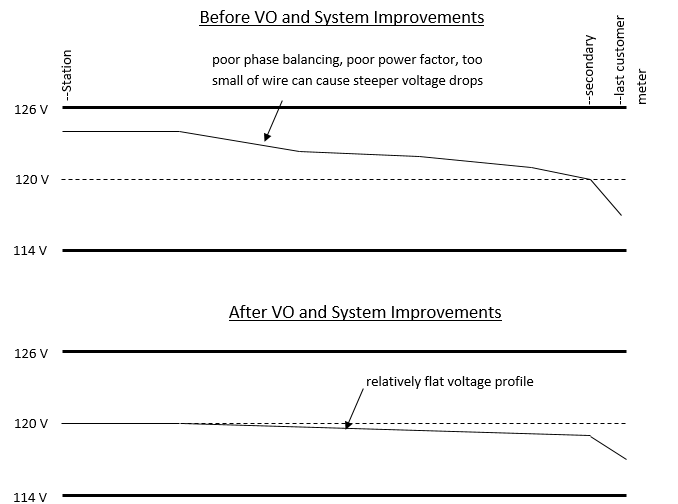 Before VO and System Improvements
--Station
poor phase balancing, poor power factor, too
small of wire can cause steeper voltage drops
--secondary
--last customer
meter
126 V
120 V
114 V
After VO and System Improvements
126 V
relatively flat voltage profile
120 V
114 V